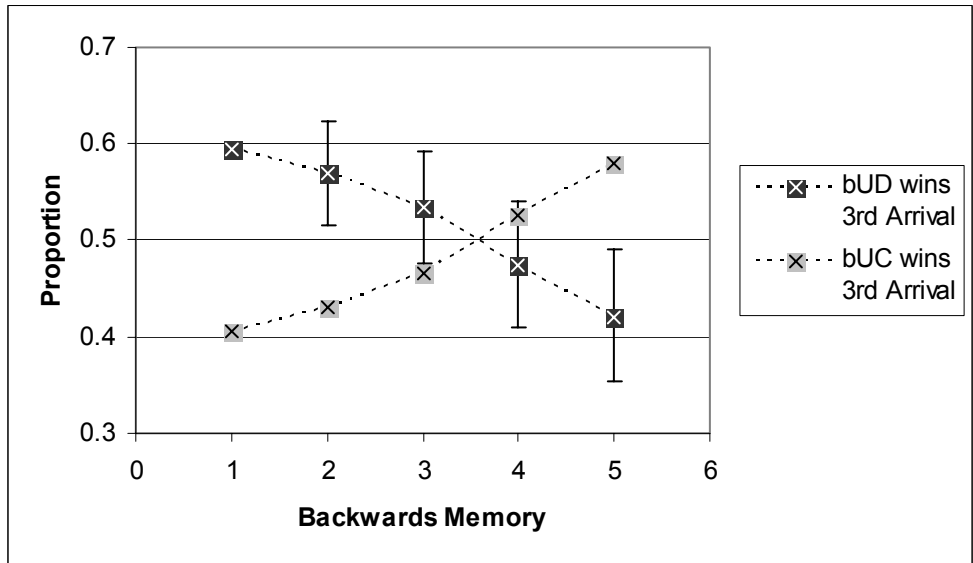 0.7
0.6
0.5
0.4
0.3
Proportion
0 1 2 3 4 5 6
Backwards Memory
bUD wins
3rd Arrival
bUC wins
3rd Arrival